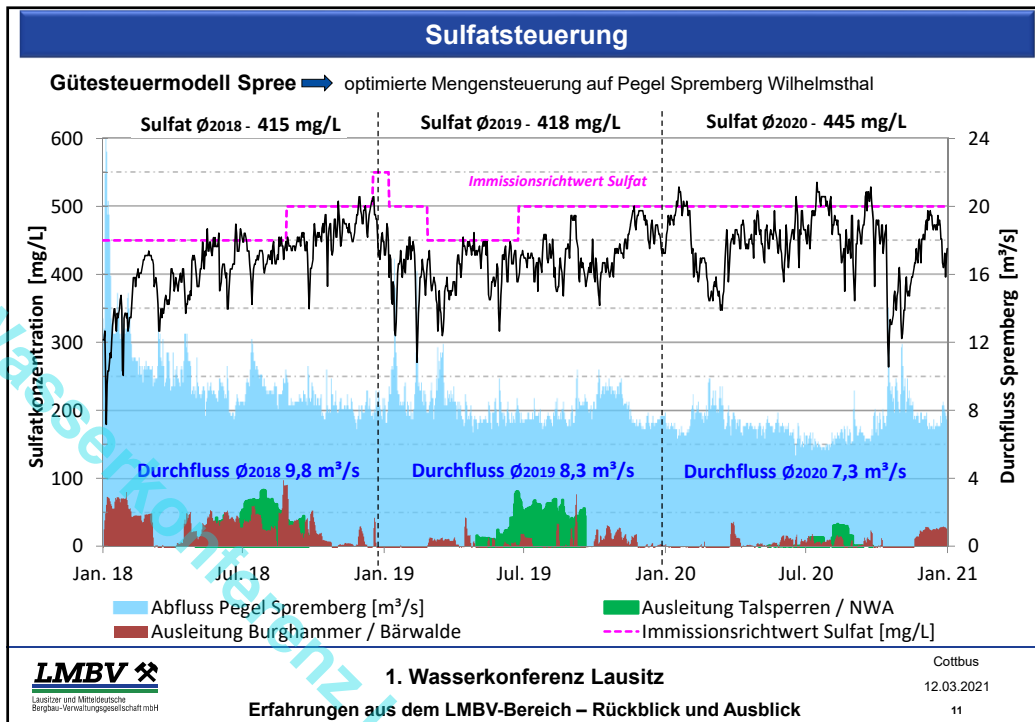 Sulfatsteuerung
Gütesteuermodell Spree optimierte Mengensteuerung auf Pegel Spremberg Wilhelmsthal
Sulfat Ø2018 - 415 mg/L Sulfat Ø2019 - 418 mg/L Sulfat Ø2020 - 445 mg/L
Immissionsrichtwert Sulfat
Sulfatkonzentration [mg/L]
600
500
400
300
200
100
0
Durchfluss Spremberg [m³/s]
24
20
16
12
8
4
0
Durchfluss Ø2018 9,8 m³/s Durchfluss Ø2019 8,3 m³/s Durchfluss Ø2020 7,3 m³/s
Jan. 18 Jul. 18 Jan. 19 Jul. 19 Jan. 20 Jul. 20 Jan. 21
Abfluss Pegel Spremberg [m³/s] Ausleitung Talsperren / NWA
Ausleitung Burghammer / Bärwalde Immissionsrichtwert Sulfat [mg/L]
Wasserkonferenz
LMBV
Lausitzer und Mitteldeutsche
Bergbau-Verwaltungsgesellschaft mbH
1. Wasserkonferenz Lausitz
Erfahrungen aus dem LMBV-Bereich – Rückblick und Ausblick
Cottbus
12.03.2021
11